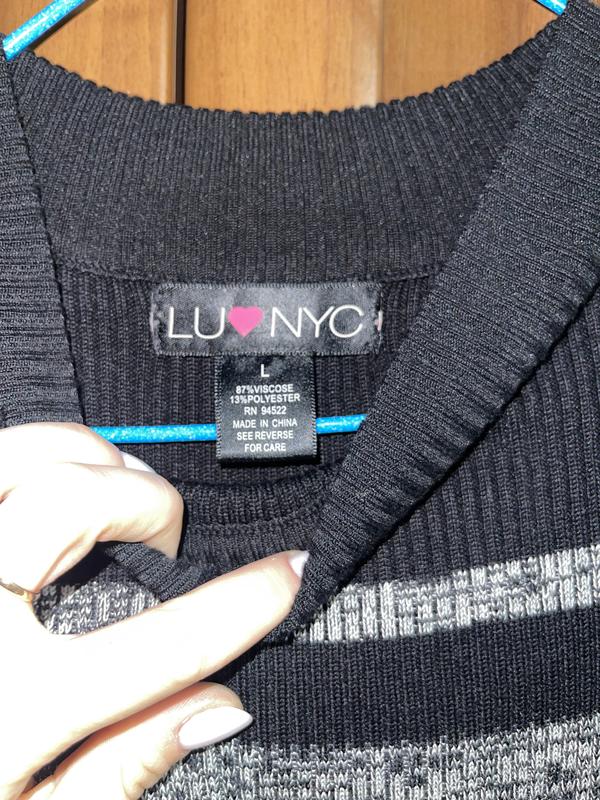 LU♥NYC
L
87%VISCOSE
13%POLYESTER
RN 94522
MADE IN CHINA
SEE REVERSE
FOR CARE